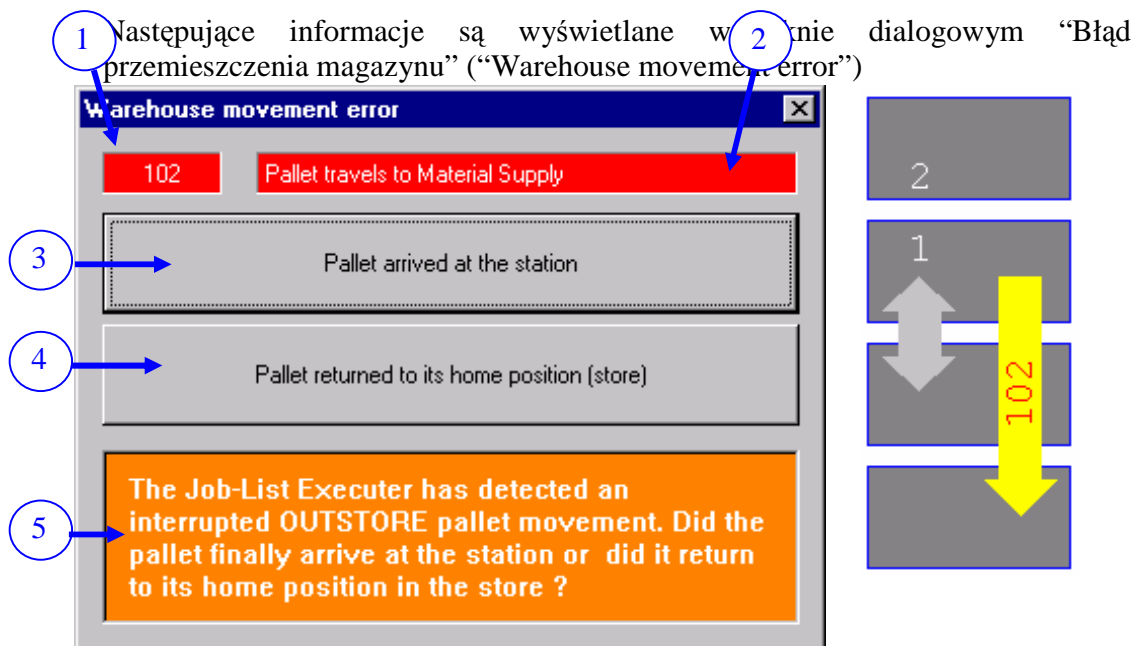 Następujące informacje są wyświetlane w oknie dialogowym “Błąd
przemieszczenia magazynu” (“Warehouse movement error”)
1
2
Warehouse movement error
102
Pallet travels to Material Supply
3
Pallet arrived at the station
4
Pallet returned to its home position (store)
5
The Job-List Executer has detected an
interrupted OUTSTORE pallet movement. Did the
pallet finally arrive at the station or did it return
to its home position in the store ?
2
1
102